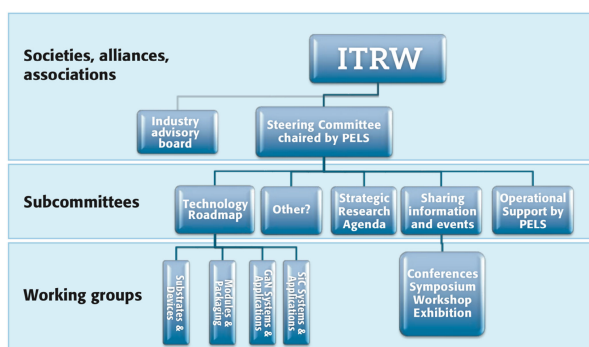 Societies, alliances,
associations
ITRW
Industry
advisory
board
Steering Committee
chaired by PELS
Subcommittees
Technology
Roadmap
Other?
Strategic
Research
Agenda
Sharing
information
and events
Operational
Support by
PELS
Working groups
Substrates &
Devices
Modules &
Packaging
GaN Systems &
Applications
SiC Systems &
Applications
Conferences
Symposium
Workshop
Exhibition